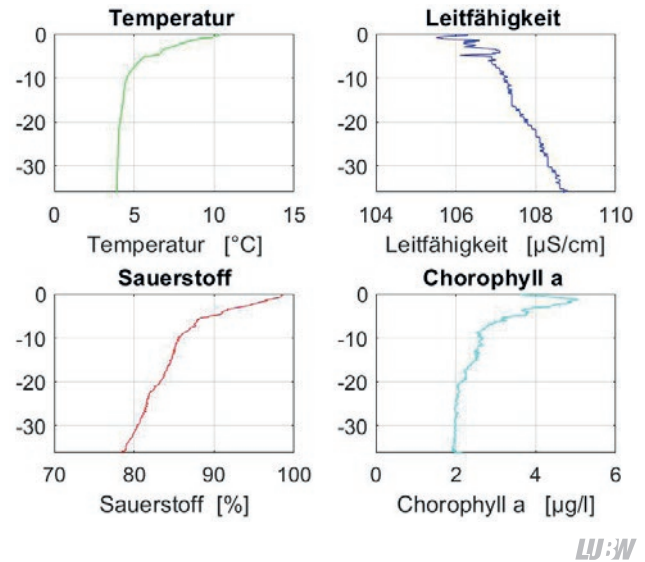 Temperatur
0
-10
-20
-30
0 5 10 15
Temperatur [°C]
Leitfähigkeit
0
-10
-20
-30
104 106 108 110
Leitfähigkeit [µS/cm]
Sauerstoff
0
-10
-20
-30
70 80 90 100
Sauerstoff [%]
Chorophyll a
0
-10
-20
-30
0 2 4 6
Chorophyll a [µg/l]
LUBW